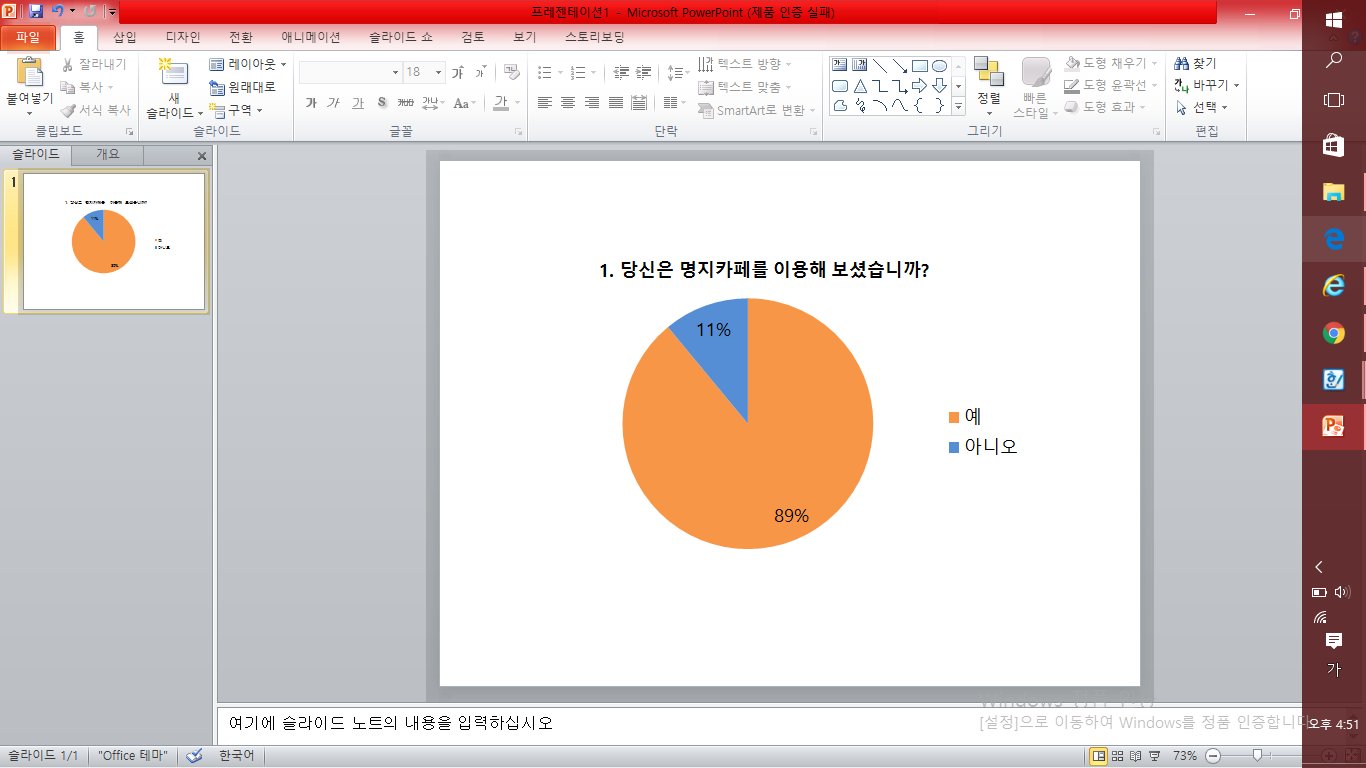 프레젠테이션1 - Microsoft PowerPoint (제품 인증 실패)
파일 홈 삽입 디자인 전환 애니메이션 슬라이드 쇼 검토 보기 스토리보딩
붙여넣기
잘라내기
복사
서식 복사
클립보드
새
슬라이드
레이아웃
원래대로
구역
슬라이드
18
가 가
가 가 가 S 가나 Aa 가
글꼴
텍스트 방향
텍스트 맞춤
SmartArt로 변환
단락
정렬
빠른
스타일
도형 채우기
도형 윤곽선
도형 효과
그리기
찾기
바꾸기
선택
편집
슬라이드 개요
1
1. 당신은 명지카페를 이용해 보셨습니까?
11%
89%
예
아니오
여기에 슬라이드 노트의 내용을 입력하십시오
Windows
[설정]으로 이동하여 Windows를 정품 인증합니다
슬라이드 1/1 "Office 테마" 한국어
73%
가
오후 4:51